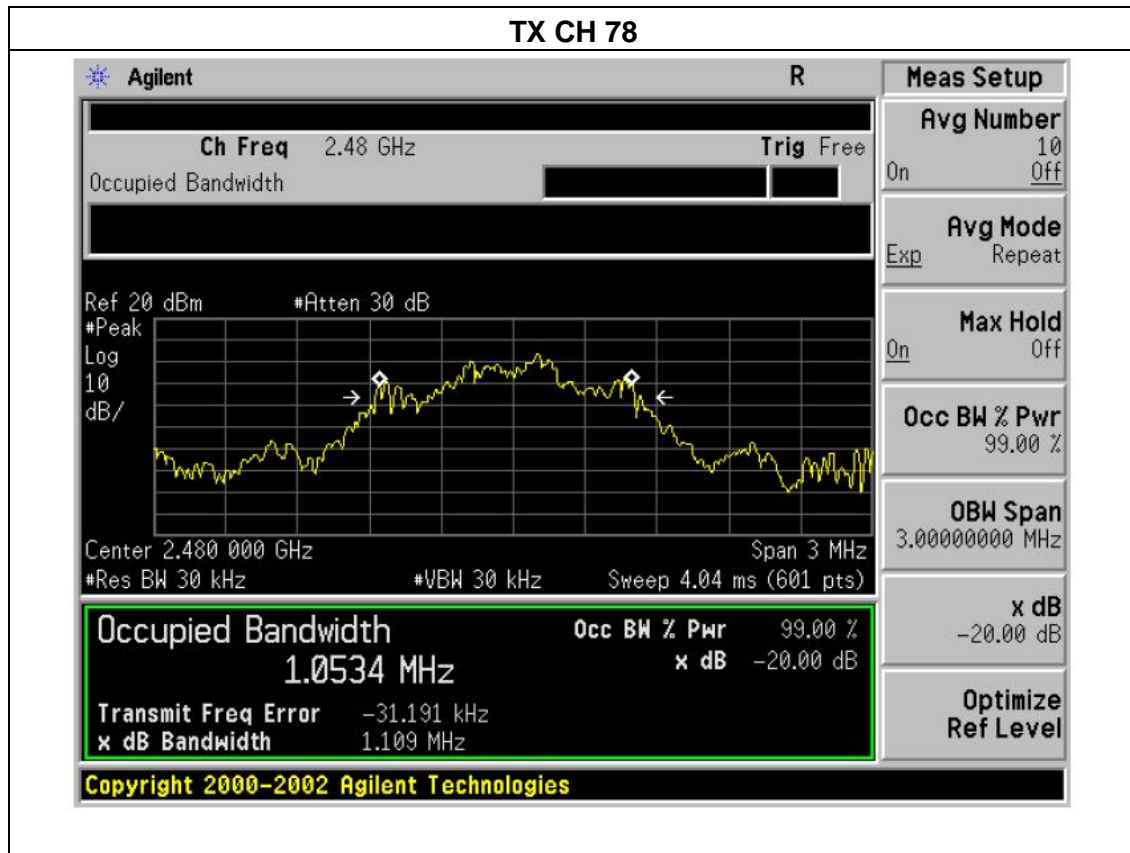 TX CH 78
Agilent R
Ch Freq 2.48 GHz Trig Free
Occupied Bandwidth
Ref 20 dBm #Atten 30 dB
#Peak
Log
10
dB/
Center 2.480 000 GHz Span 3 MHz
#Res BW 30 kHz #VBW 30 kHz Sweep 4.04 ms (601 pts)
Occupied Bandwidth Occ BW % Pwr 99.00 %
1.0534 MHz x dB -20.00 dB
Transmit Freq Error -31.191 kHz
x dB Bandwidth 1.109 MHz
Copyright 2000-2002 Agilent Technologies
Meas Setup
Avg Number
10
On Off
Avg Mode
Exp Repeat
Max Hold
On Off
Occ BW % Pwr
99.00 %
OBW Span
3.00000000 MHz
x dB
-20.00 dB
Optimize
Ref Level